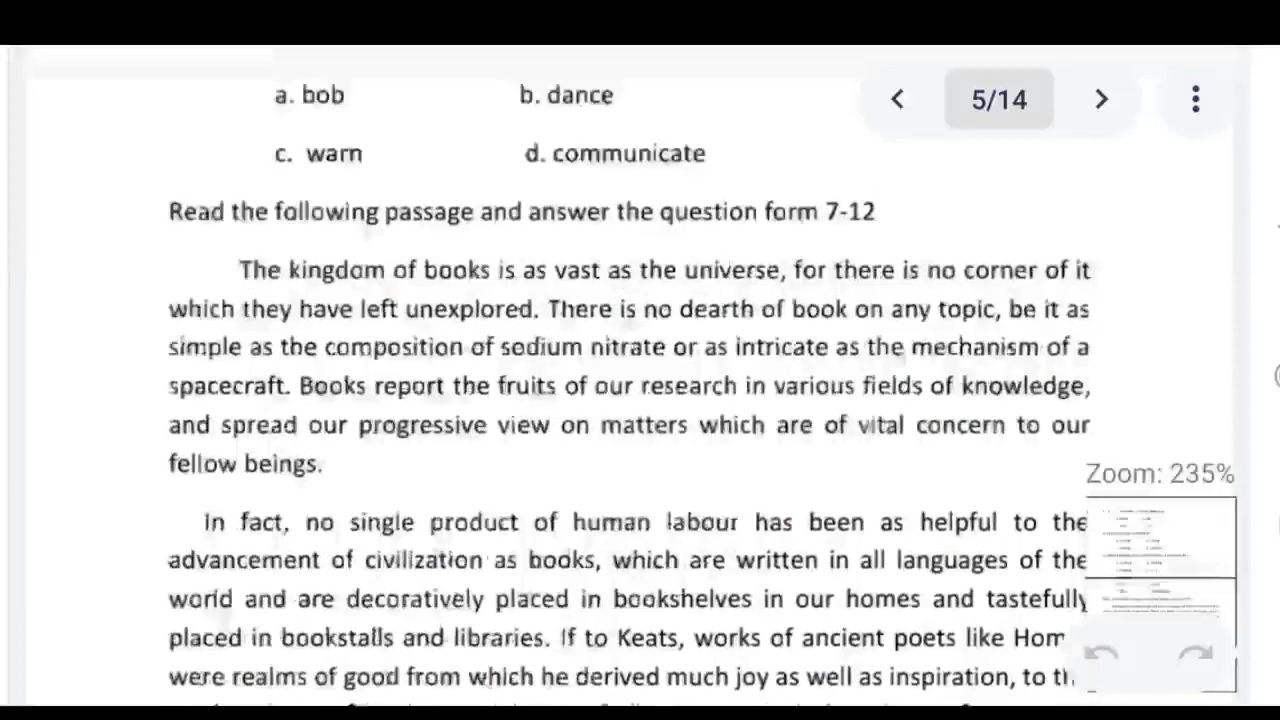 a. bob b. dance
5/14
c. warn d. communicate
Read the following passage and answer the question form 7-12
The kingdom of books is as vast as the universe, for there is no corner of it
which they have left unexplored. There is no dearth of book on any topic, be it as
simple as the composition of sodium nitrate or as intricate as the mechanism of a
spacecraft. Books report the fruits of our research in various fields of knowledge,
and spread our progressive view on matters which are of vital concern to our
fellow beings.
Zoom: 235%
In fact, no single product of human labour has been as helpful to the
advancement of civilization as books, which are written in all languages of the
world and are decoratively placed in bookshelves in our homes and tastefully
placed in bookstalls and libraries. If to Keats, works of ancient poets like Hom
were realms of good from which he derived much joy as well as inspiration, to